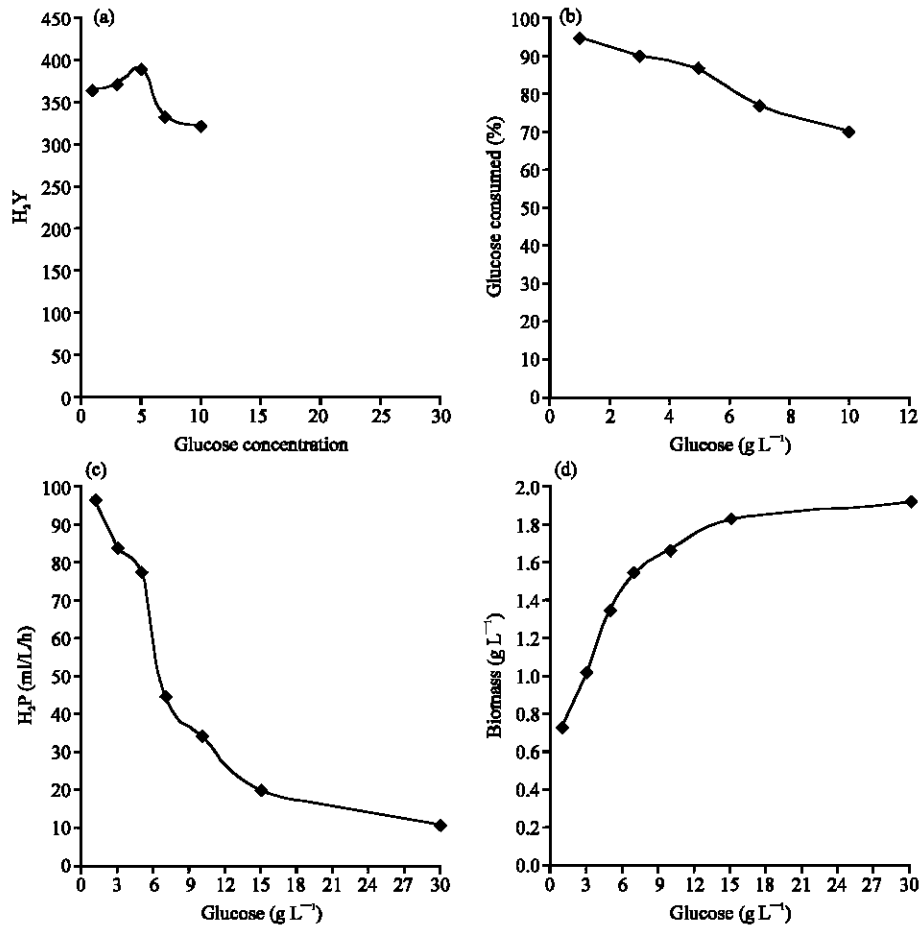 (a)
450
400
350
300
250
200
150
100
50
0
H₂Y
0 5 10 15 20 25 30
Glucose concentration
(b)
100
90
80
70
60
50
40
30
20
10
0
Glucose consumed (%)
0 2 4 6 8 10 12
Glucose (g L⁻¹)
(c)
100
90
80
70
60
50
40
30
20
10
0
H₂P (ml/L/h)
3 6 9 12 15 18 21 24 27 30
Glucose (g L⁻¹)
(d)
2.0
1.8
1.6
1.4
1.2
1.0
0.8
0.6
0.4
0.2
0.0
Biomass (g L⁻¹)
0 3 6 9 12 15 18 21 24 27 30
Glucose (g L⁻¹)